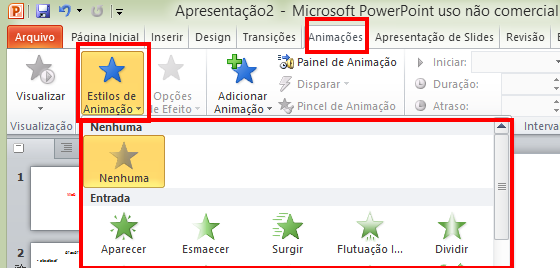 Apresentação2 - Microsoft PowerPoint uso não comercial
Arquivo Página Inicial Inserir Design Transições Animações Apresentação de Slides Revisão E
Visualizar
Estilos de Animação
Opções de Efeito
Adicionar Animação
Painel de Animação
Disparar
Pincel de Animação
Iniciar:
Duração:
Atraso:
Visualização
Interva
Nenhuma
Nenhuma
Entrada
Aparecer Esmaecer Surgir Flutuação I... Dividir
1
2